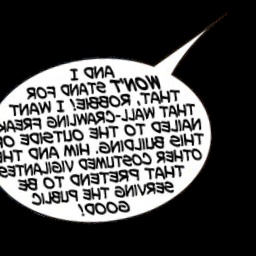 AND I
WON'T STAND FOR
THAT, ROBBIE! I WANT
THAT WALL-CRAWLING FREAK
NAILED TO THE OUTSIDE OF
THIS BUILDING. HIM AND THE
OTHER COSTUMED VIGILANTES
THAT PRETEND TO BE
SERVING THE PUBLIC
GOOD!